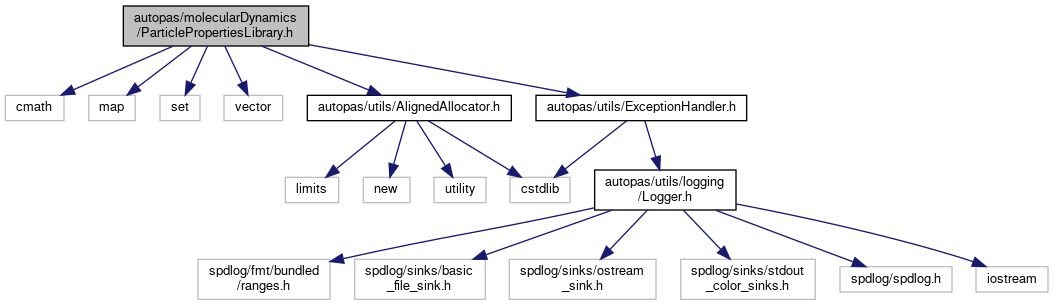 autopas/molecularDynamics
/ParticlePropertiesLibrary.h
cmath
map
set
vector
autopas/utils/AlignedAllocator.h
autopas/utils/ExceptionHandler.h
limits
new
utility
cstdlib
autopas/utils/logging
/Logger.h
spdlog/fmt/bundled
/ranges.h
spdlog/sinks/basic
_file_sink.h
spdlog/sinks/ostream
_sink.h
spdlog/sinks/stdout
_color_sinks.h
spdlog/spdlog.h
iostream